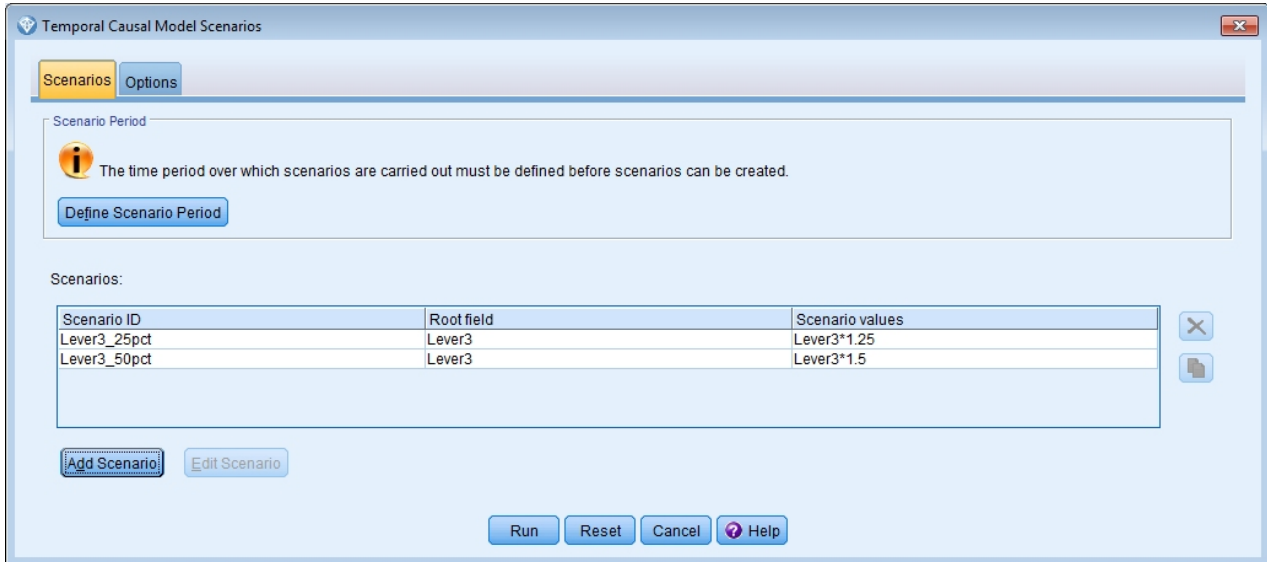 Temporal Causal Model Scenarios
Scenarios Options
Scenario Period
The time period over which scenarios are carried out must be defined before scenarios can be created.
Define Scenario Period
Scenarios:
Scenario ID Root field Scenario values
Lever3_25pct Lever3 Lever3*1.25
Lever3_50pct Lever3 Lever3*1.5
Add Scenario Edit Scenario
Run Reset Cancel Help